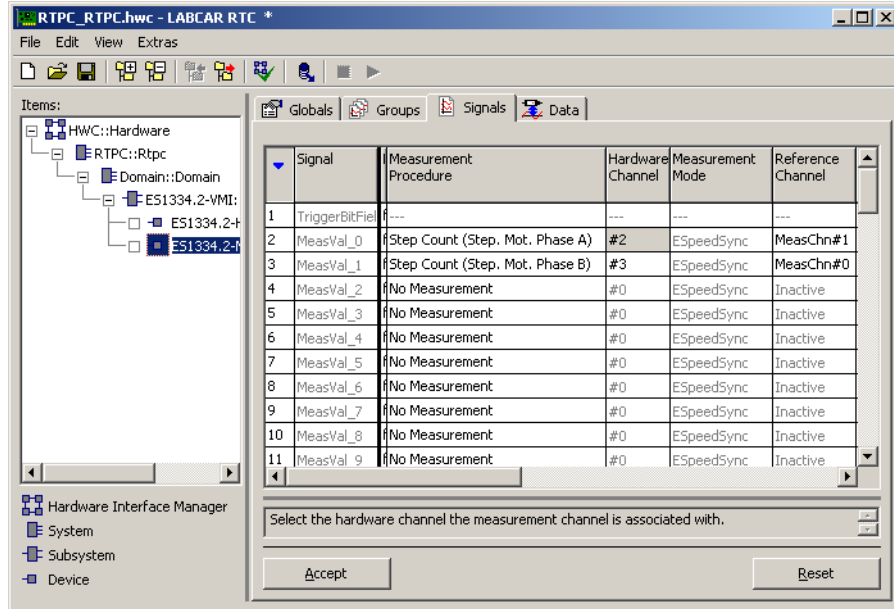 RTPC_RTPC.hwc - LABCAR RTC *
File Edit View Extras
Items:
HWC::Hardware
RTPC::Rtpc
Domain::Domain
ES1334.2-VMI:
ES1334.2-H
ES1334.2-M
Hardware Interface Manager
System
Subsystem
Device
Globals Groups Signals Data
Signal Measurement Procedure Hardware Channel Measurement Mode Reference Channel
1 TriggerBitFiel --- --- --- ---
2 MeasVal_0 Step Count (Step. Mot. Phase A) #2 ESpeedSync MeasChn#1
3 MeasVal_1 Step Count (Step. Mot. Phase B) #3 ESpeedSync MeasChn#0
4 MeasVal_2 No Measurement #0 ESpeedSync Inactive
5 MeasVal_3 No Measurement #0 ESpeedSync Inactive
6 MeasVal_4 No Measurement #0 ESpeedSync Inactive
7 MeasVal_5 No Measurement #0 ESpeedSync Inactive
8 MeasVal_6 No Measurement #0 ESpeedSync Inactive
9 MeasVal_7 No Measurement #0 ESpeedSync Inactive
10 MeasVal_8 No Measurement #0 ESpeedSync Inactive
11 MeasVal_9 No Measurement #0 ESpeedSync Inactive
Select the hardware channel the measurement channel is associated with.
Accept Reset